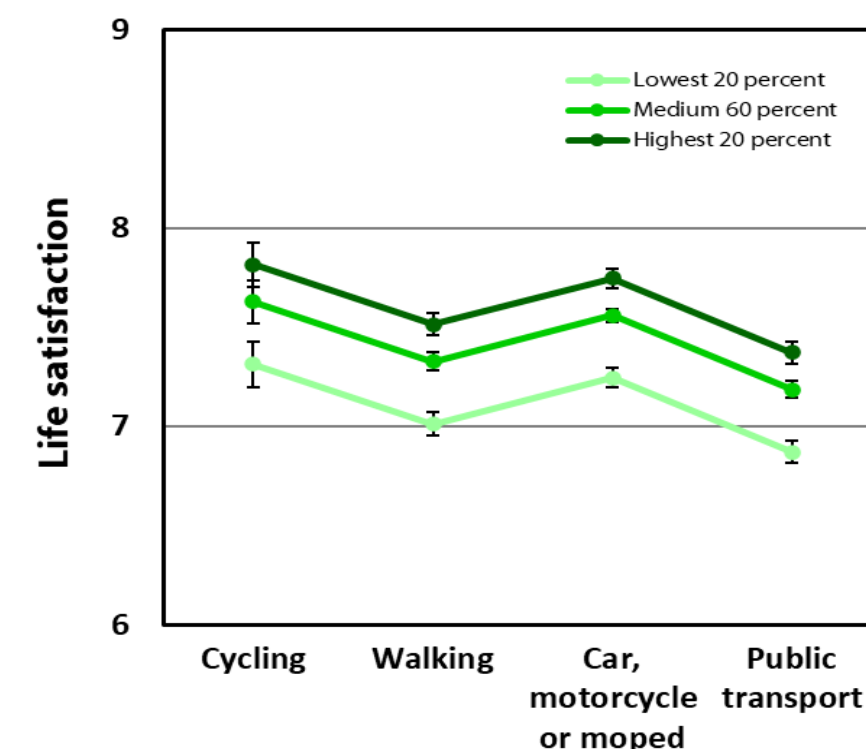 9
Lowest 20 percent
Medium 60 percent
Highest 20 percent
8
Life satisfaction
7
6
Cycling
Walking
Car,
motorcycle
or moped
Public
transport